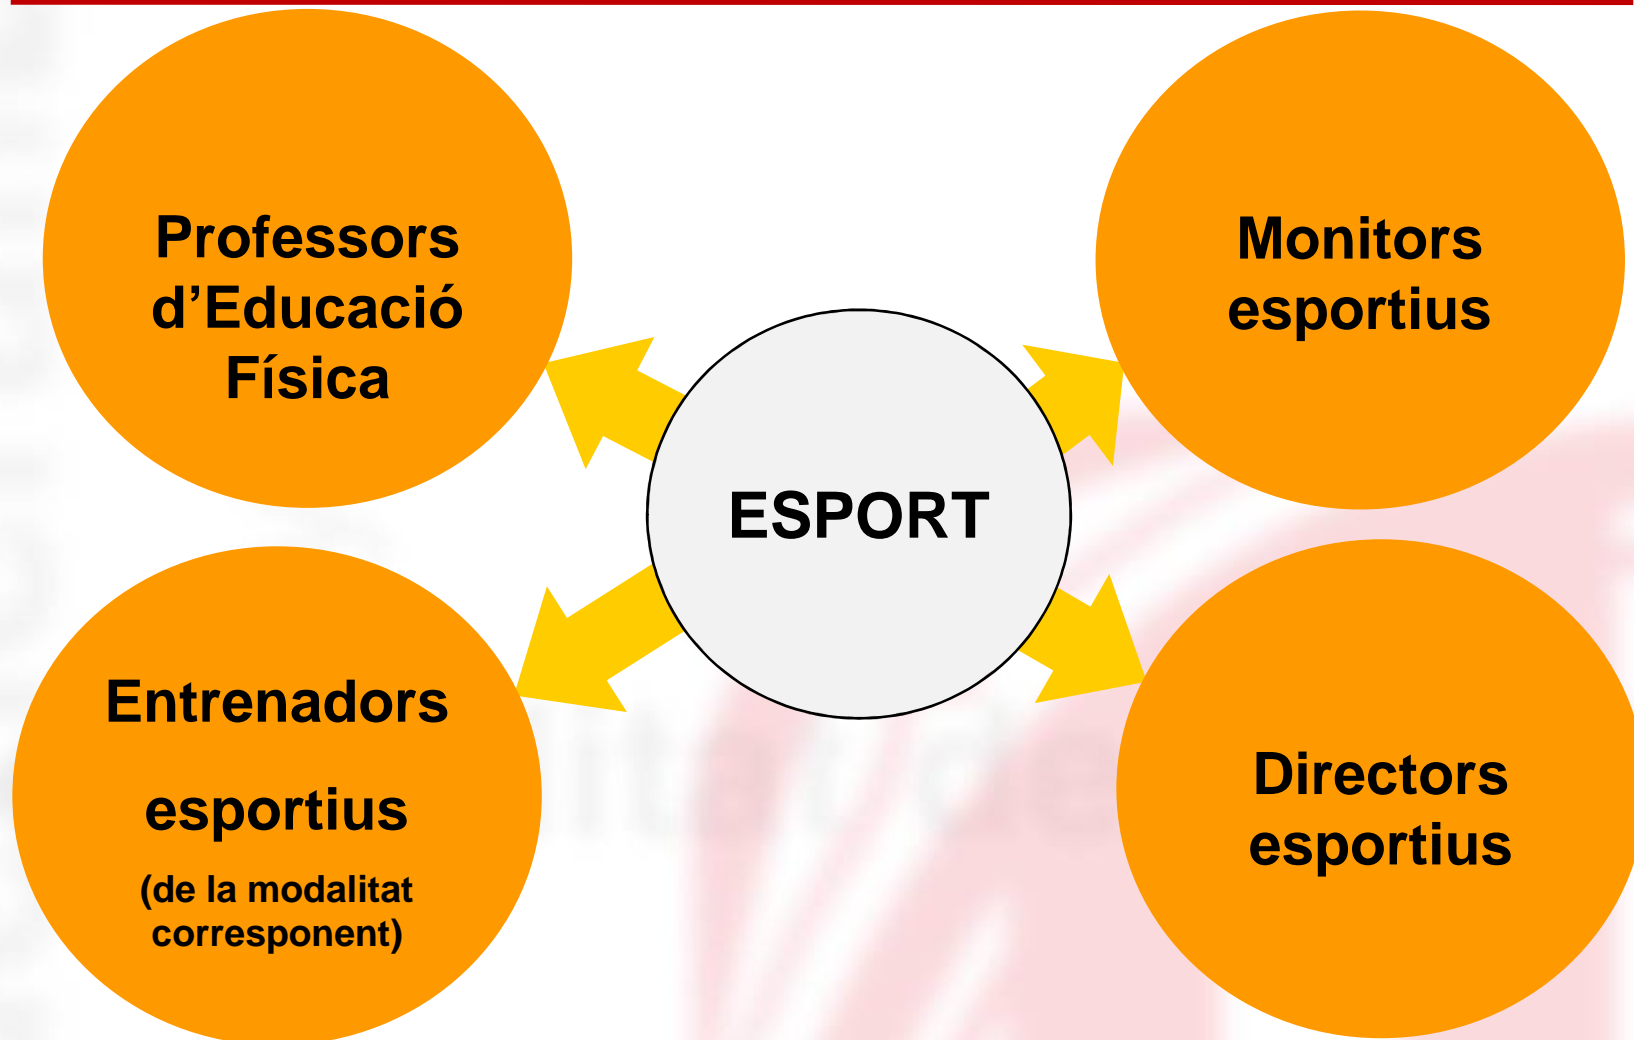 Professors
d’Educació
Física
Monitors
esportius
ESPORT
Entrenadors
esportius
(de la modalitat
corresponent)
Directors
esportius